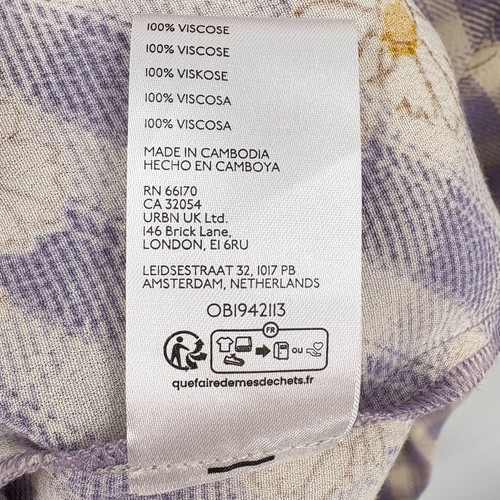 100% VISCOSE
100% VISCOSE
100% VISKOSE
100% VISCOSA
100% VISCOSA
MADE IN CAMBODIA
HECHO EN CAMBOYA
RN 66170
CA 32054
URBN UK Ltd.
146 Brick Lane,
LONDON, E1 6RU
LEIDSESTRAAT 32, 1017 PB
AMSTERDAM, NETHERLANDS
OB1942113
FR
ou
quefairedemesdechets.fr